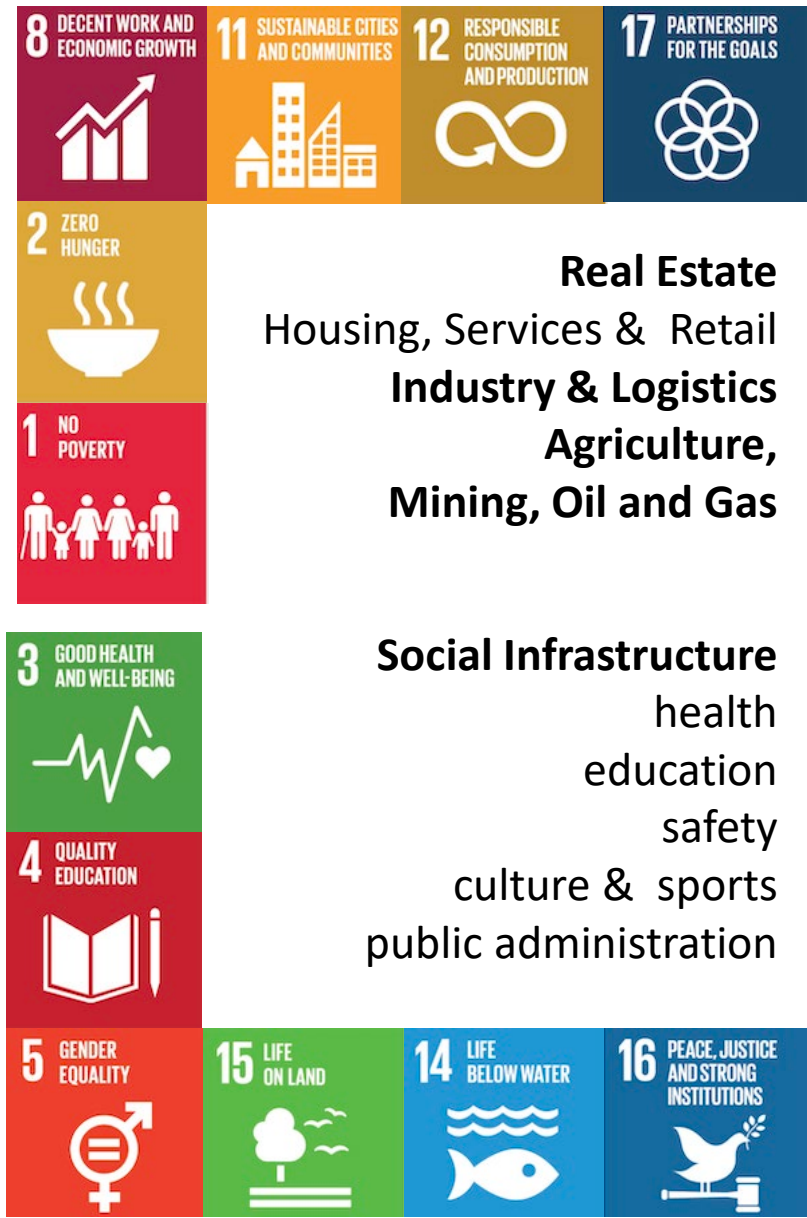 8 DECENT WORK AND
ECONOMIC GROWTH
11 SUSTAINABLE CITIES
AND COMMUNITIES
12 RESPONSIBLE
CONSUMPTION
AND PRODUCTION
17 PARTNERSHIPS
FOR THE GOALS
2 ZERO
HUNGER
1 NO
POVERTY
Real Estate
Housing, Services & Retail
Industry & Logistics
Agriculture,
Mining, Oil and Gas
3 GOOD HEALTH
AND WELL-BEING
4 QUALITY
EDUCATION
Social Infrastructure
health
education
safety
culture & sports
public administration
5 GENDER
EQUALITY
15 LIFE
ON LAND
14 LIFE
BELOW WATER
16 PEACE, JUSTICE
AND STRONG
INSTITUTIONS